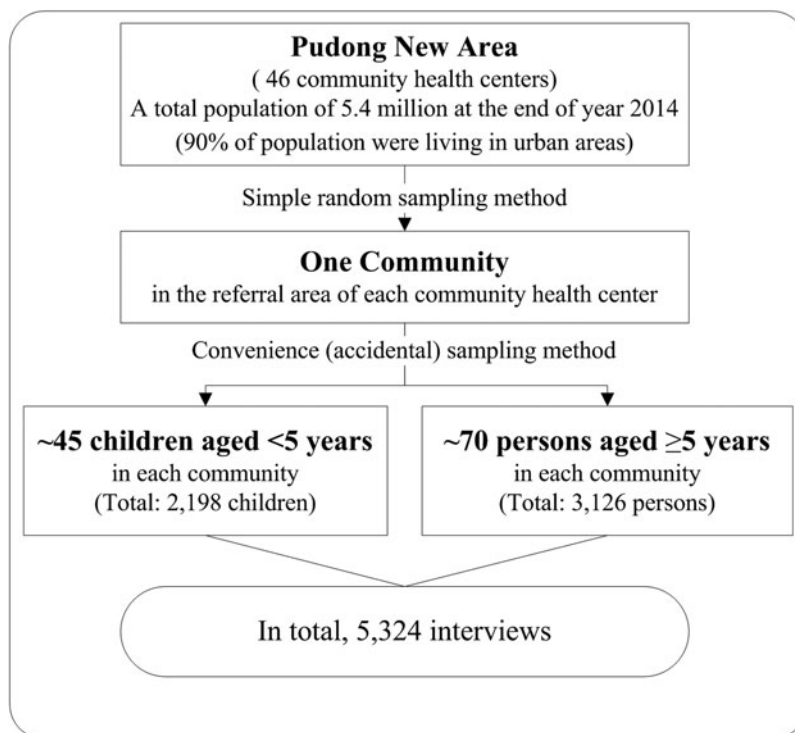 Pudong New Area
( 46 community health centers)
A total population of 5.4 million at the end of year 2014
(90% of population were living in urban areas)
Simple random sampling method
One Community
in the referral area of each community health center
Convenience (accidental) sampling method
~45 children aged <5 years
in each community
(Total: 2,198 children)
~70 persons aged ≥5 years
in each community
(Total: 3,126 persons)
In total, 5,324 interviews